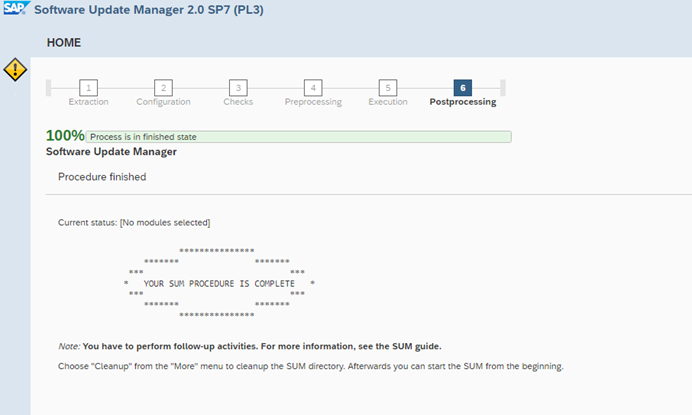 SAP Software Update Manager 2.0 SP7 (PL3)
HOME
1 2 3 4 5 6
Extraction Configuration Checks Preprocessing Execution Postprocessing
100% Process is in finished state
Software Update Manager
Procedure finished
Current status: [No modules selected]
***************
******* *******
*** ***
* YOUR SUM PROCEDURE IS COMPLETE *
*** ***
******* *******
***************
Note: You have to perform follow-up activities. For more information, see the SUM guide.
Choose "Cleanup" from the "More" menu to cleanup the SUM directory. Afterwards you can start the SUM from the beginning.